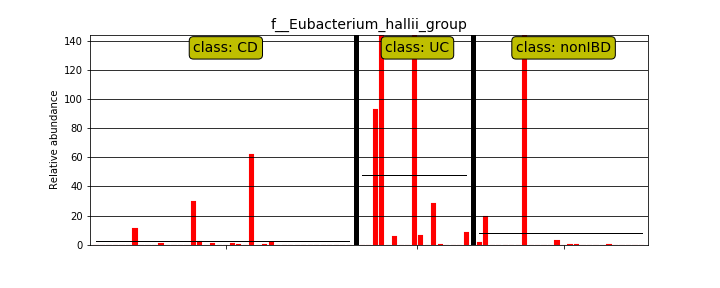 f__Eubacterium_hallii_group
class: CD
class: UC
class: nonIBD
Relative abundance
140
120
100
80
60
40
20
0